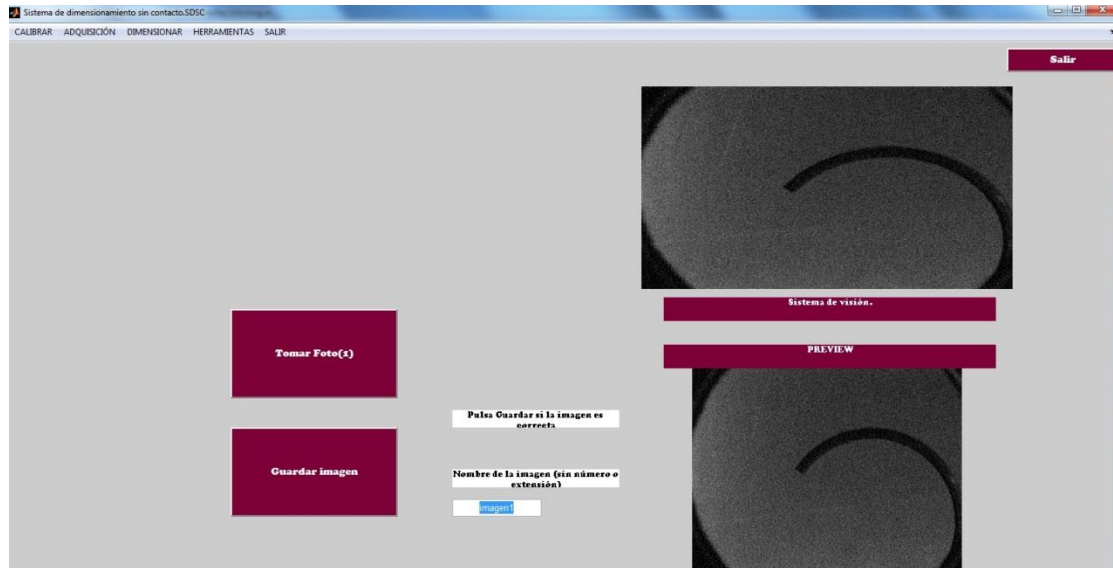 Sistema de dimensionamiento sin contacto.SDSC
CALIBRAR ADQUISICIÓN DIMENSIONAR HERRAMIENTAS SALIR
Salir
Sistema de visión.
PREVIEW
Tomar Foto(1)
Pulsa Guardar si la imagen es
correcta
Guardar imagen
Nombre de la imagen (sin número o
extensión)
imagen1